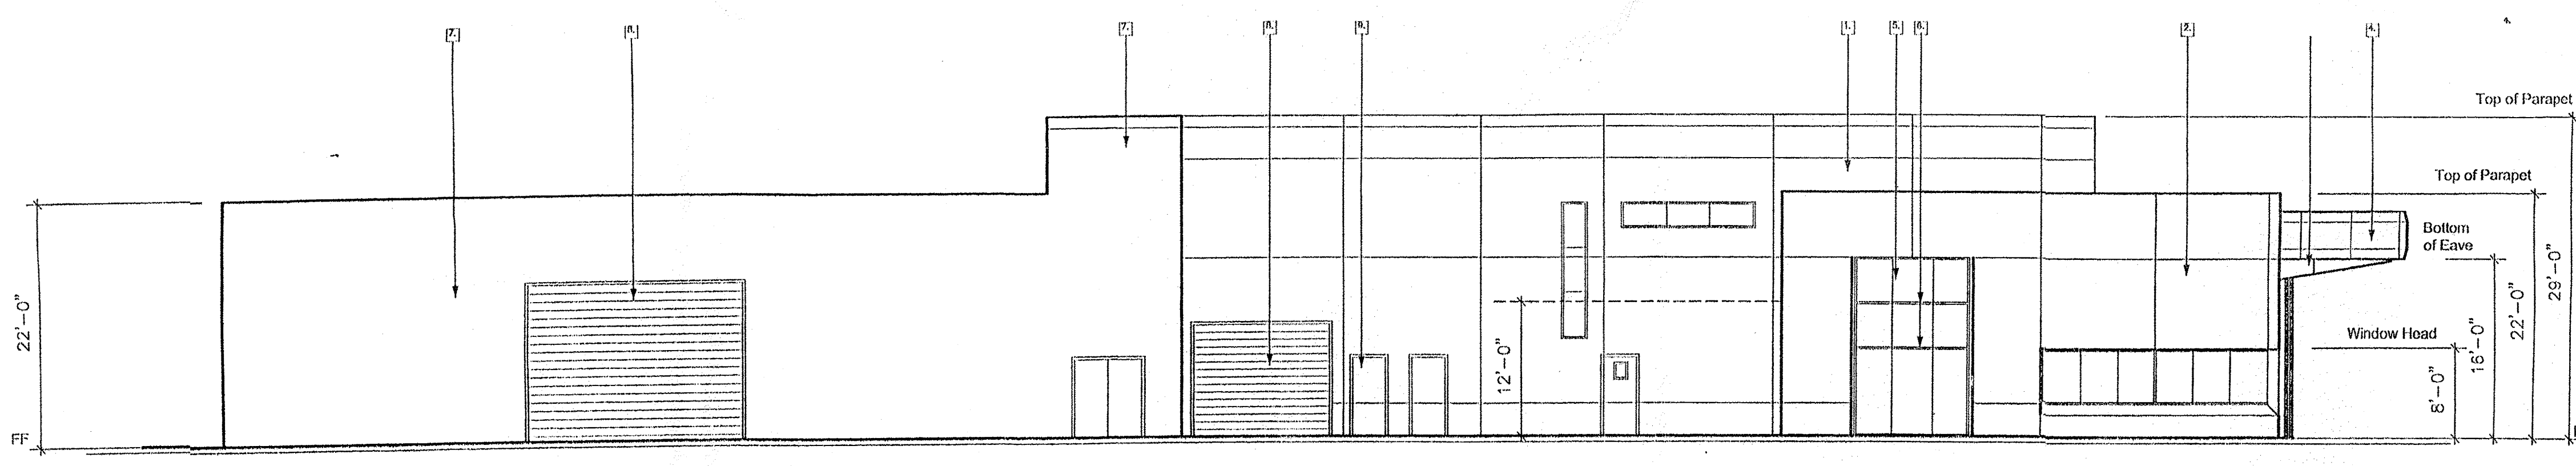 [7.]
[8.]
[7.]
[8.]
[9.]
[1.]
[5.]
[6.]
[2.]
[4.]
Top of Parapet
Top of Parapet
Bottom
of Eave
Window Head
22'-0"
FF
12'-0"
8'-0"
16'-0"
22'-0"
29'-0"